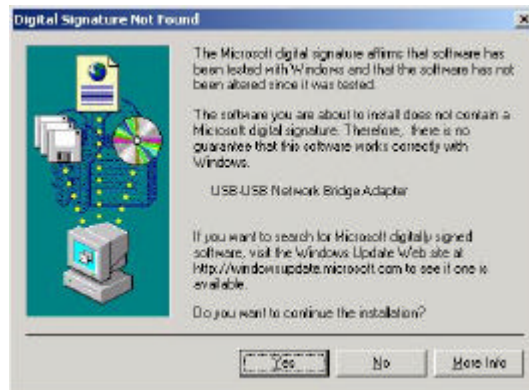 Digital Signature Not Found
The Microsoft digital signature affirms that software has
been tested with Windows and that the software has not
been altered since it was tested.
The software you are about to install does not contain a
Microsoft digital signature. Therefore, there is no
guarantee that this software works correctly with
Windows.
USB-USB Network Bridge Adapter
If you want to search for Microsoft digitally signed
software, visit the Windows Update Web site at
http://windowsupdate.microsoft.com to see if one is
available.
Do you want to continue the installation?
Yes
No
More Info